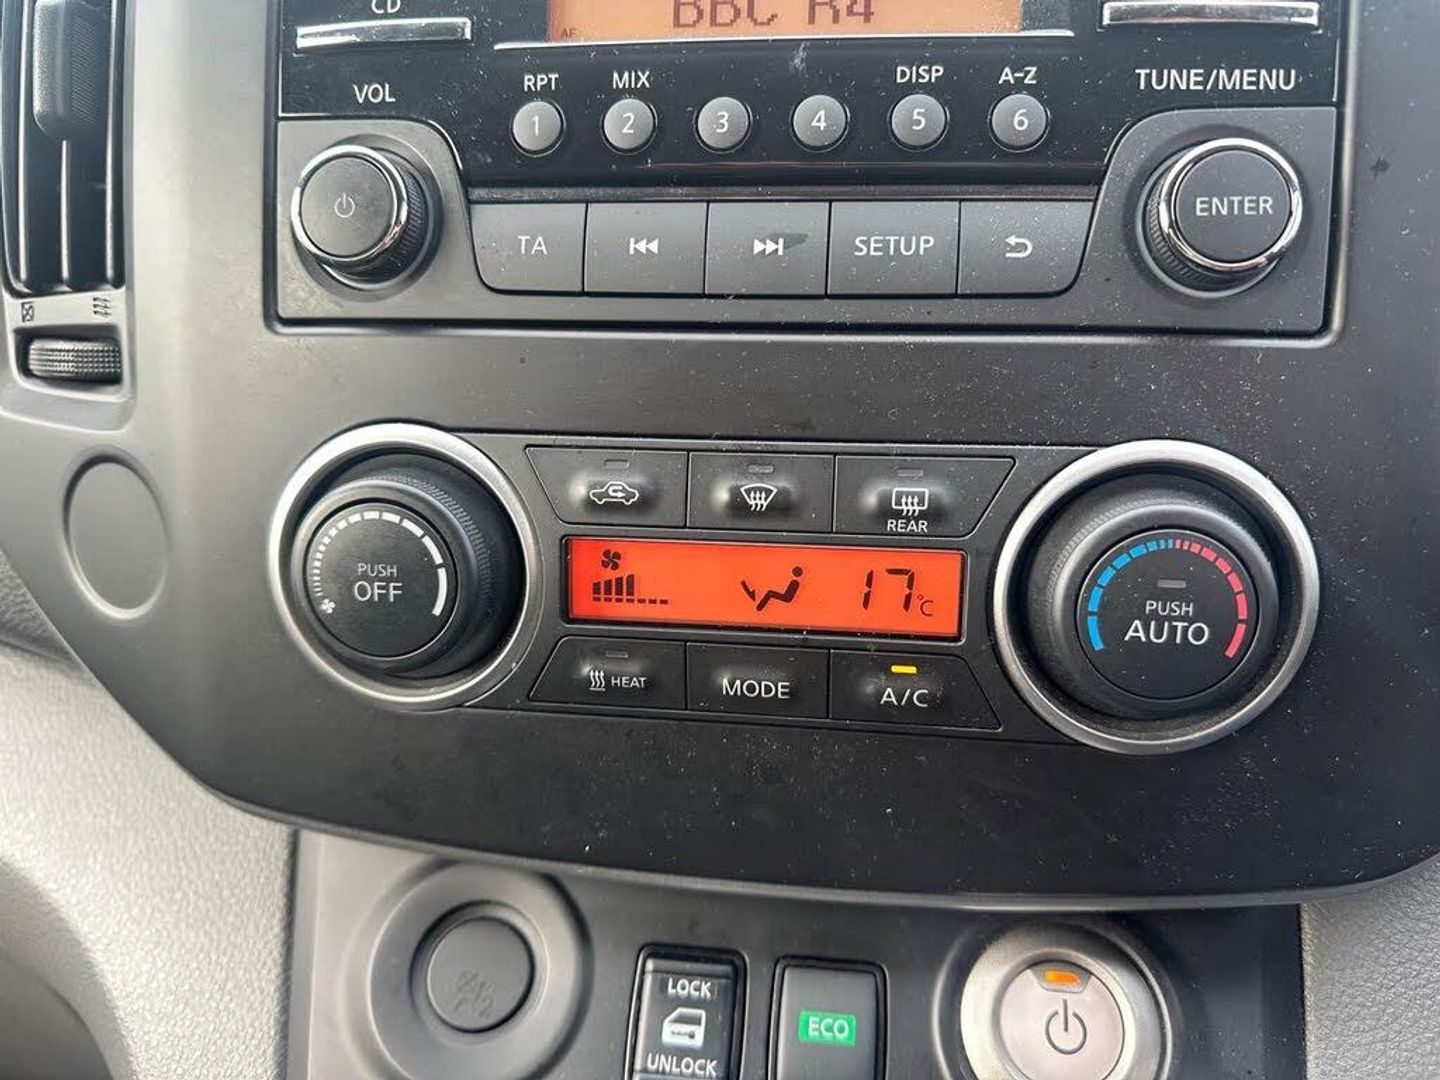 CD
BBC R4
AF
VOL
RPT
MIX
DISP
A-Z
TUNE/MENU
1
2
3
4
5
6
ENTER
TA
SETUP
REAR
PUSH
OFF
17°C
PUSH
AUTO
HEAT
MODE
A/C
LOCK
UNLOCK
ECO